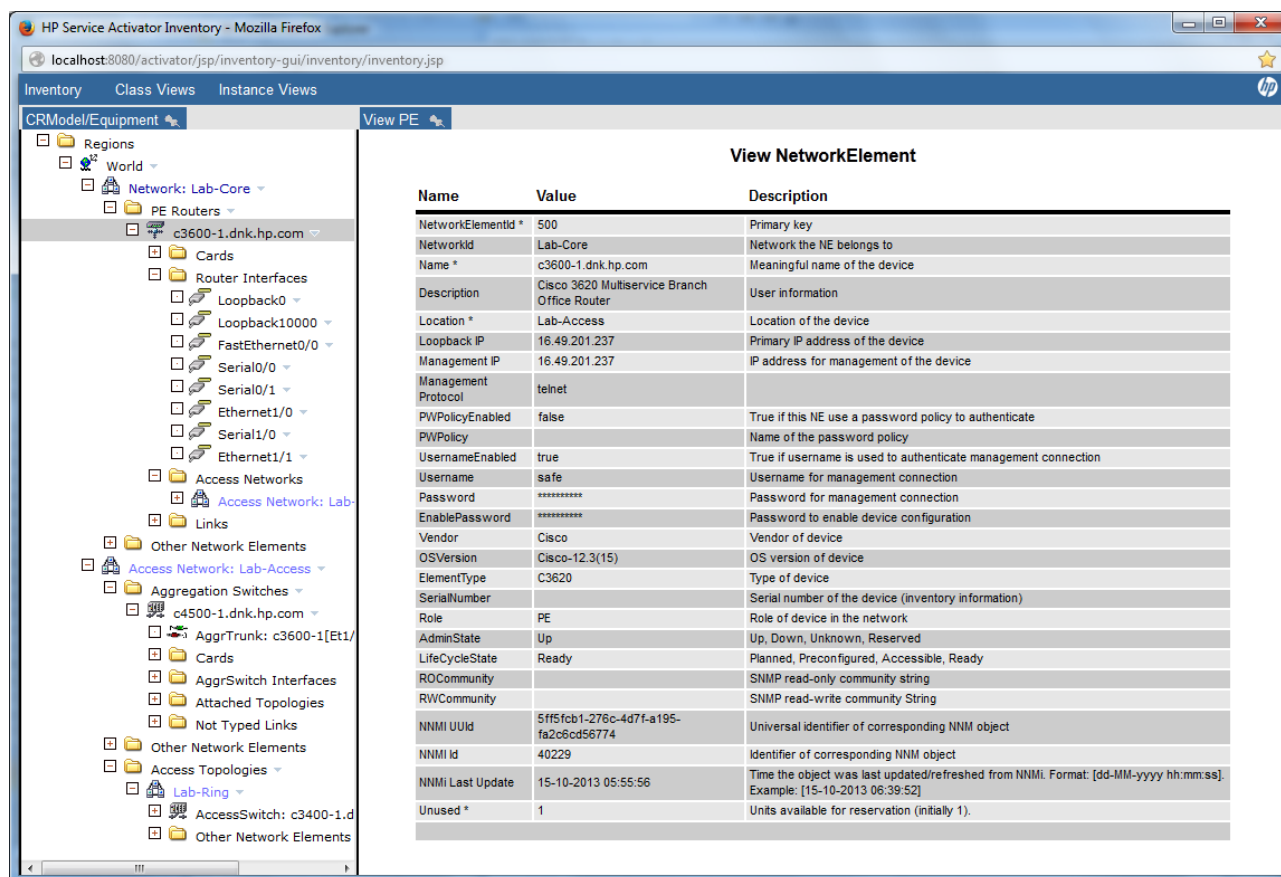 HP Service Activator Inventory - Mozilla Firefox
localhost:8080/activator/jsp/inventory-gui/inventory/inventory.jsp
Inventory Class Views Instance Views
hp
CRModel/Equipment
Regions
World
Network: Lab-Core
PE Routers
c3600-1.dnk.hp.com
Cards
Router Interfaces
Loopback0
Loopback10000
FastEthernet0/0
Serial0/0
Serial0/1
Ethernet1/0
Serial1/0
Ethernet1/1
Access Networks
Access Network: Lab-
Links
Other Network Elements
Access Network: Lab-Access
Aggregation Switches
c4500-1.dnk.hp.com
AggrTrunk: c3600-1[Et1/
Cards
AggrSwitch Interfaces
Attached Topologies
Not Typed Links
Other Network Elements
Access Topologies
Lab-Ring
AccessSwitch: c3400-1.d
Other Network Elements
View PE
View NetworkElement
Name Value Description
NetworkElementId * 500 Primary key
NetworkId Lab-Core Network the NE belongs to
Name * c3600-1.dnk.hp.com Meaningful name of the device
Description Cisco 3620 Multiservice Branch Office Router User information
Location * Lab-Access Location of the device
Loopback IP 16.49.201.237 Primary IP address of the device
Management IP 16.49.201.237 IP address for management of the device
Management Protocol telnet
PWPolicyEnabled false True if this NE use a password policy to authenticate
PWPolicy Name of the password policy
UsernameEnabled true True if username is used to authenticate management connection
Username safe Username for management connection
Password ********** Password for management connection
EnablePassword ********** Password to enable device configuration
Vendor Cisco Vendor of device
OSVersion Cisco-12.3(15) OS version of device
ElementType C3620 Type of device
SerialNumber Serial number of the device (inventory information)
Role PE Role of device in the network
AdminState Up Up, Down, Unknown, Reserved
LifeCycleState Ready Planned, Preconfigured, Accessible, Ready
ROCommunity SNMP read-only community string
RWCommunity SNMP read-write community String
NNMi UUId 5ff5fcb1-276c-4d7f-a195-fa2c6cd56774 Universal identifier of corresponding NNM object
NNMi Id 40229 Identifier of corresponding NNM object
NNMi Last Update 15-10-2013 05:55:56 Time the object was last updated/refreshed from NNMi. Format: [dd-MM-yyyy hh:mm:ss]. Example: [15-10-2013 06:39:52]
Unused * 1 Units available for reservation (initially 1).